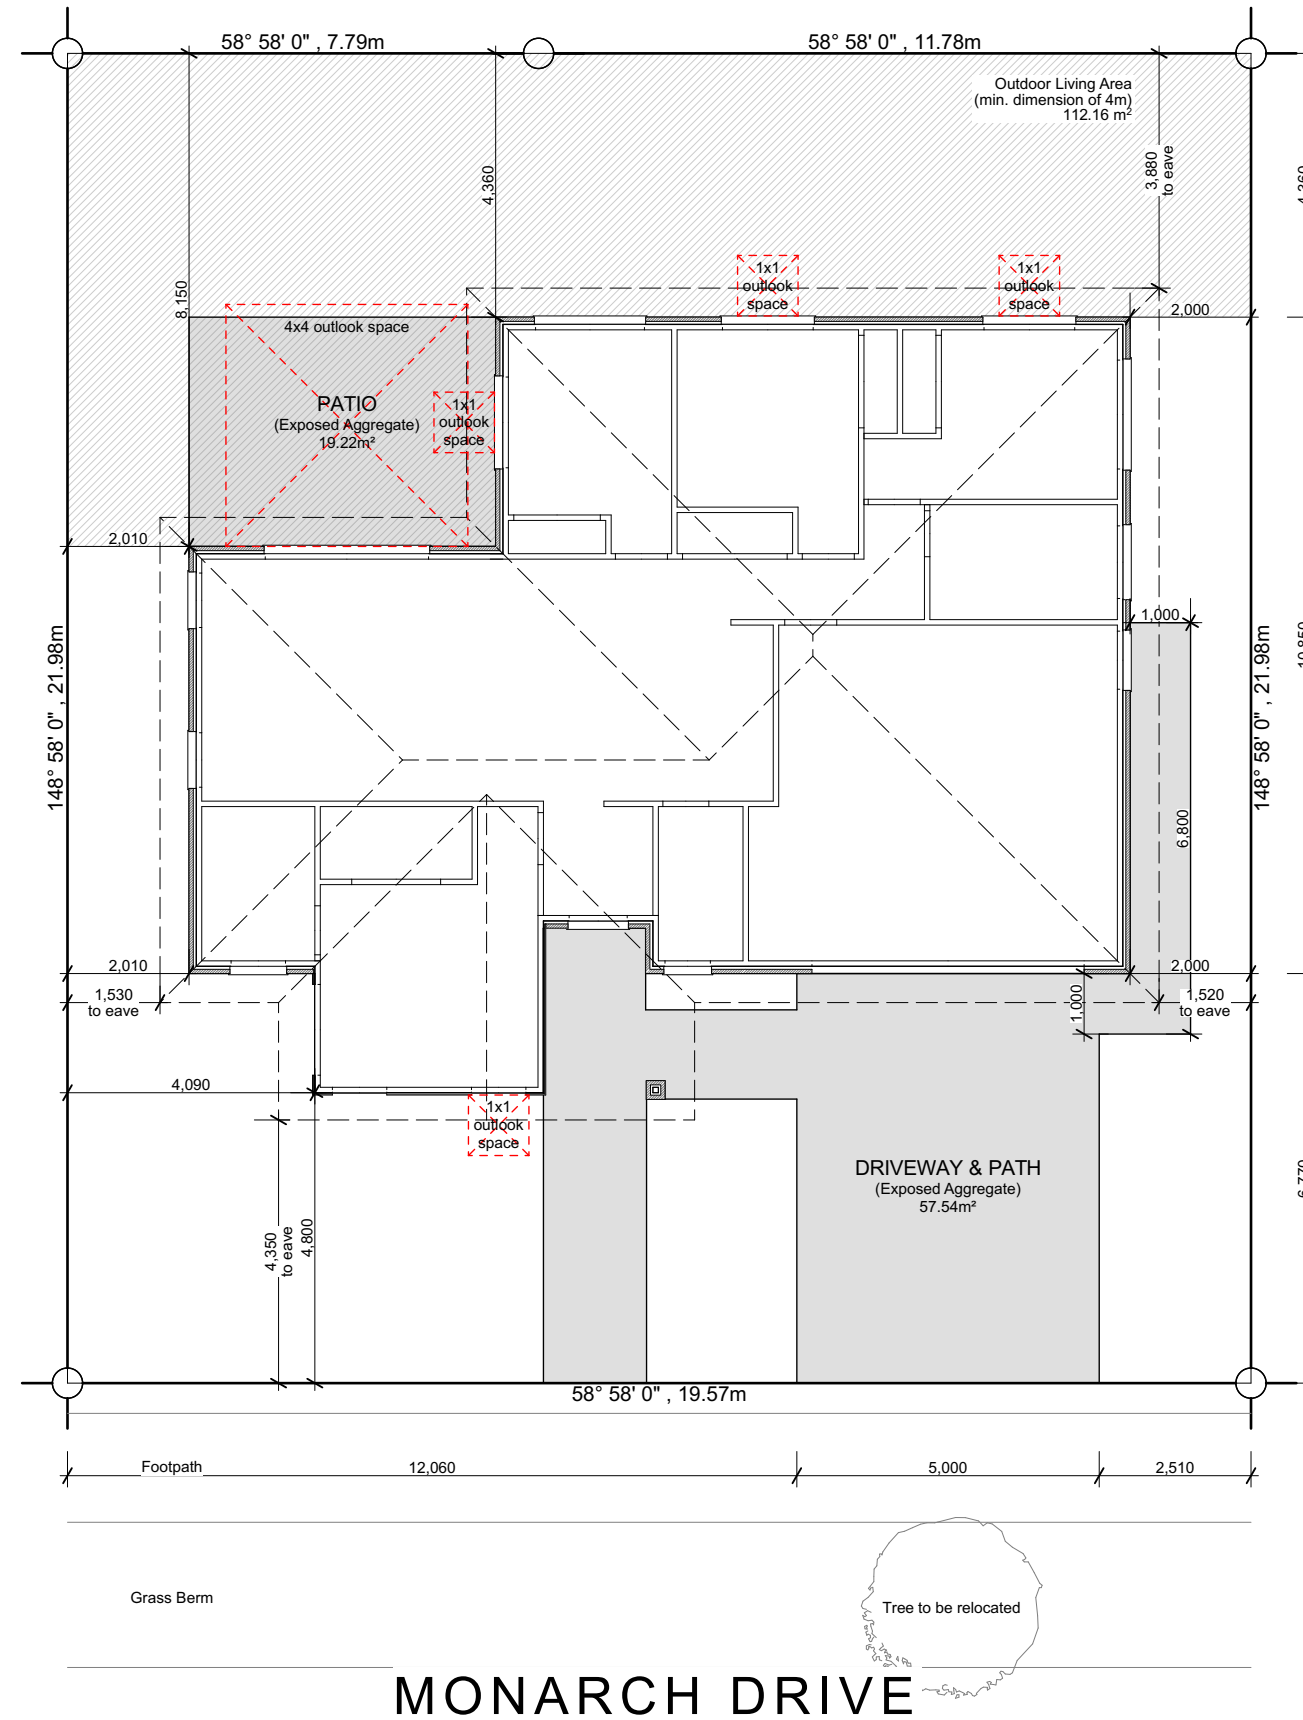 58° 58' 0" , 7.79m
58° 58' 0" , 11.78m
Outdoor Living Area
(min. dimension of 4m)
112.16 m²
3,880
to eave
4,360
4,360
8,150
1x1
outlook
space
1x1
outlook
space
2,000
4x4 outlook space
PATIO
(Exposed Aggregate)
19.22m²
1x1
outlook
space
2,010
1,000
148° 58' 0" , 21.98m
148° 58' 0" , 21.98m
10,850
6,800
2,010
2,000
1,530
to eave
1,000
1,520
to eave
4,090
1x1
outlook
space
DRIVEWAY & PATH
(Exposed Aggregate)
57.54m²
6,770
4,350
to eave
4,800
58° 58' 0" , 19.57m
Footpath
12,060
5,000
2,510
Grass Berm
Tree to be relocated
MONARCH DRIVE